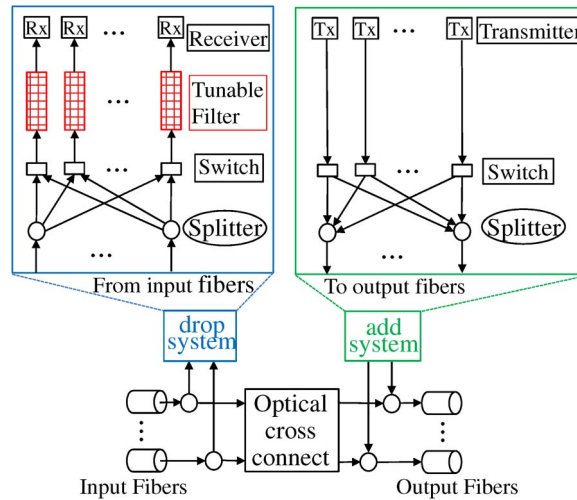 Rx Rx ... Rx Receiver
Tunable
Filter
...
Switch
...
Splitter
...
From input fibers
Tx Tx ... Tx Transmitter
Switch
...
Splitter
...
To output fibers
drop
system
add
system
Optical
cross
connect
Input Fibers
Output Fibers